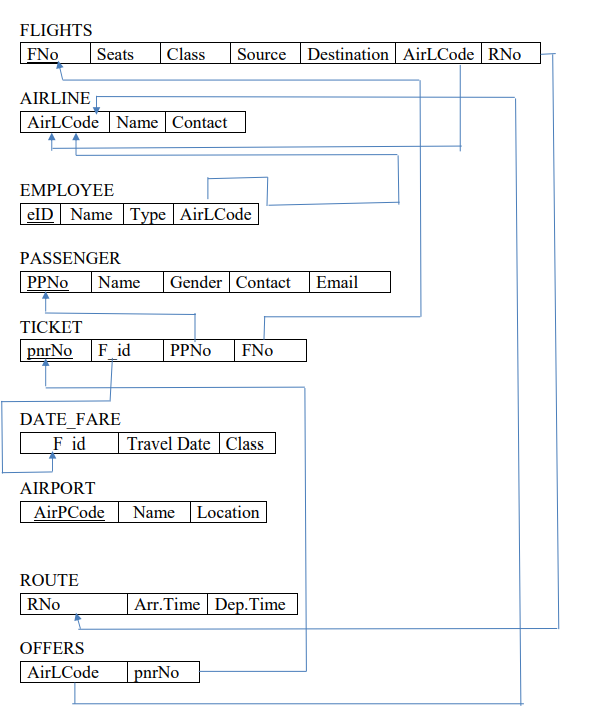 FLIGHTS
FNo Seats Class Source Destination AirLCode RNo
AIRLINE
AirLCode Name Contact
EMPLOYEE
eID Name Type AirLCode
PASSENGER
PPNo Name Gender Contact Email
TICKET
pnrNo F_id PPNo FNo
DATE_FARE
F_id Travel Date Class
AIRPORT
AirPCode Name Location
ROUTE
RNo Arr.Time Dep.Time
OFFERS
AirLCode pnrNo